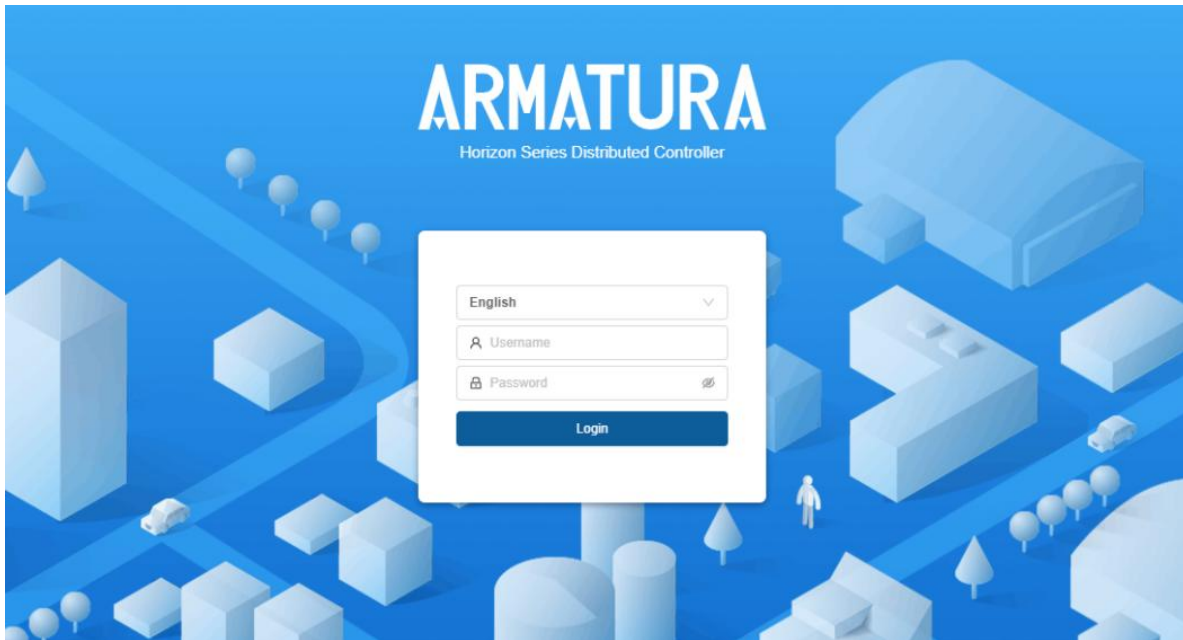 ARMATURA
Horizon Series Distributed Controller
English
Username
Password
Login